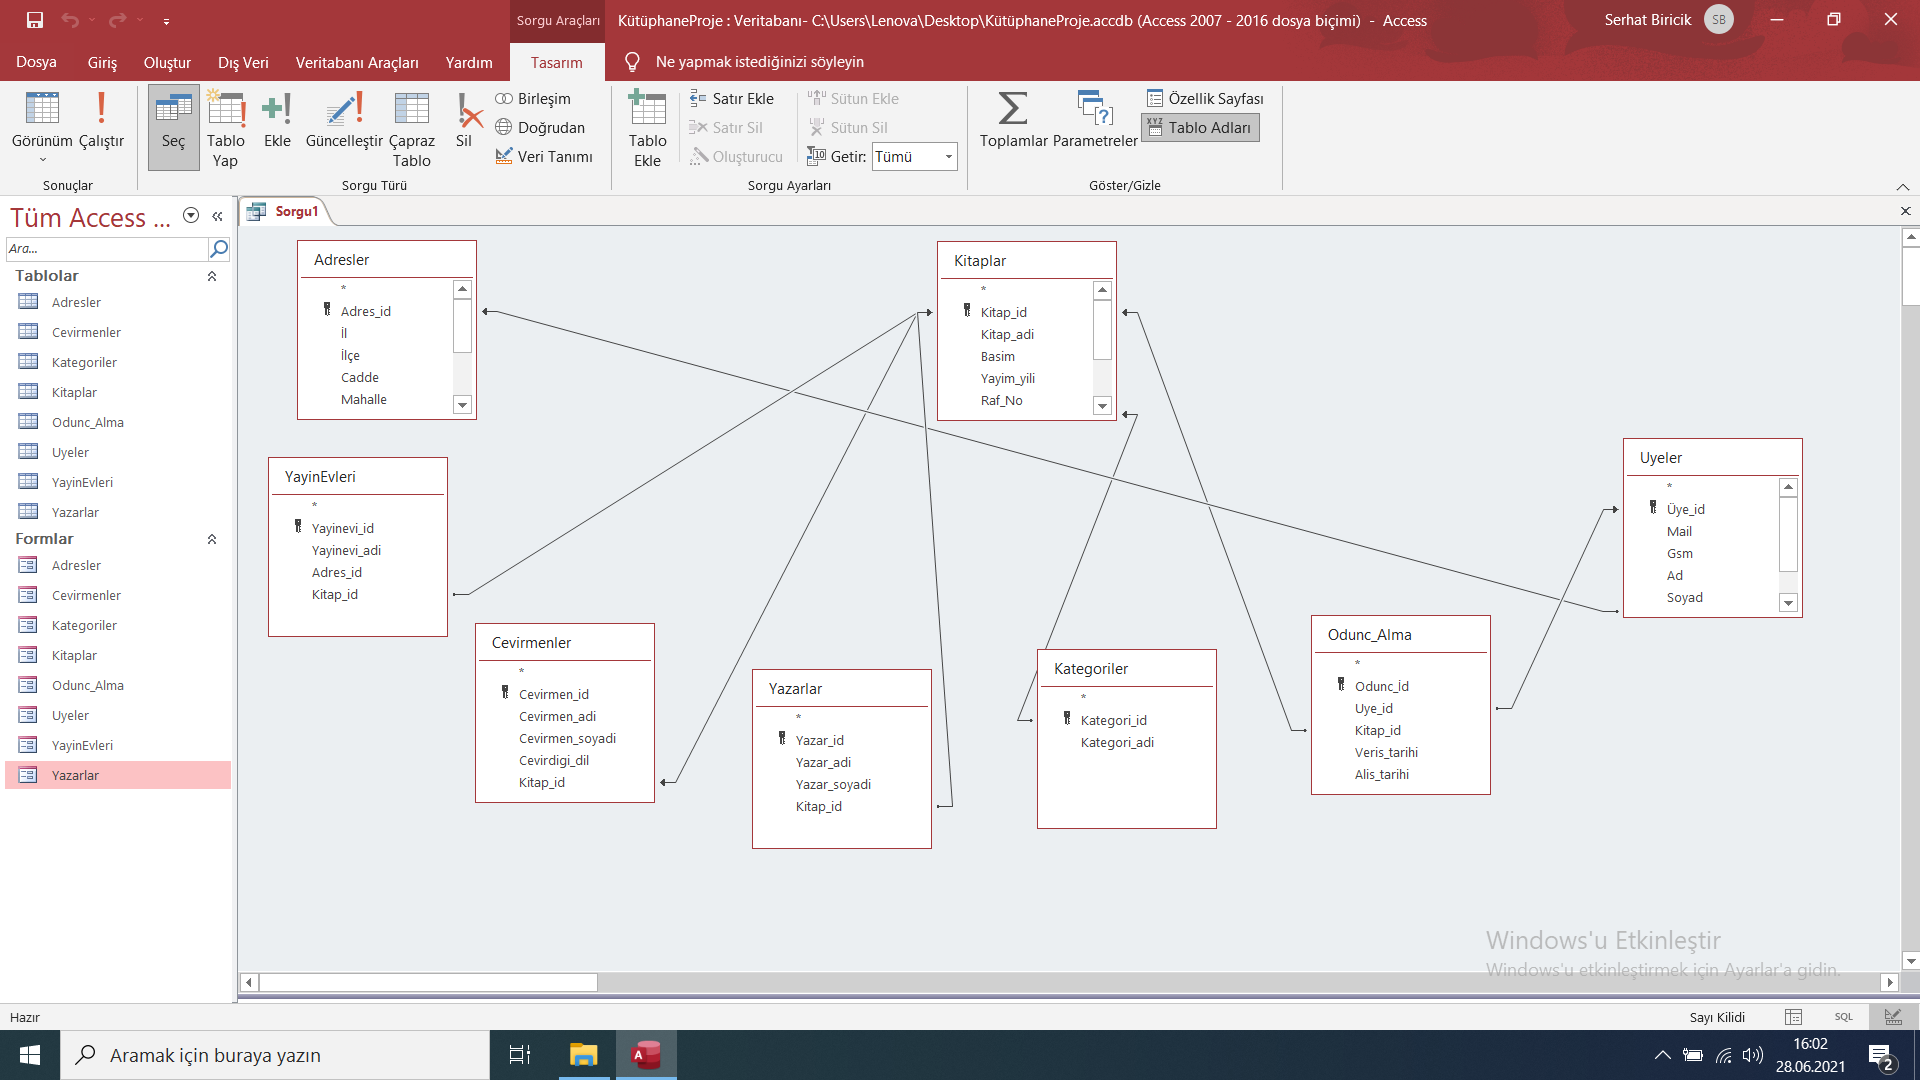 Sorgu Araçları
KütüphaneProje : Veritabanı- C:\Users\Lenova\Desktop\KütüphaneProje.accdb (Access 2007 - 2016 dosya biçimi) - Access
Serhat Biricik
SB
Dosya
Giriş
Oluştur
Dış Veri
Veritabanı Araçları
Yardım
Tasarım
Ne yapmak istediğinizi söyleyin
Görünüm
Çalıştır
Sonuçlar
Seç
Tablo
Yap
Ekle
Güncelleştir
Çapraz
Tablo
Sil
Birleşim
Doğrudan
Veri Tanımı
Sorgu Türü
Tablo
Ekle
Satır Ekle
Satır Sil
Oluşturucu
Sütun Ekle
Sütun Sil
Getir: Tümü
Sorgu Ayarları
Toplamlar
Parametreler
Özellik Sayfası
XYZ Tablo Adları
Göster/Gizle
Tüm Access ...
Ara...
Tablolar
Adresler
Cevirmenler
Kategoriler
Kitaplar
Odunc_Alma
Uyeler
YayinEvleri
Yazarlar
Formlar
Adresler
Cevirmenler
Kategoriler
Kitaplar
Odunc_Alma
Uyeler
YayinEvleri
Yazarlar
Sorgu1
Adresler
*
Adres_id
İl
İlçe
Cadde
Mahalle
Kitaplar
*
Kitap_id
Kitap_adi
Basim
Yayim_yili
Raf_No
YayinEvleri
*
Yayinevi_id
Yayinevi_adi
Adres_id
Kitap_id
Uyeler
*
Üye_id
Mail
Gsm
Ad
Soyad
Cevirmenler
*
Cevirmen_id
Cevirmen_adi
Cevirmen_soyadi
Cevirdigi_dil
Kitap_id
Yazarlar
*
Yazar_id
Yazar_adi
Yazar_soyadi
Kitap_id
Kategoriler
*
Kategori_id
Kategori_adi
Odunc_Alma
*
Odunc_İd
Uye_id
Kitap_id
Veris_tarihi
Alis_tarihi
Windows'u Etkinleştir
Windows'u etkinleştirmek için Ayarlar'a gidin.
Hazır
Sayı Kilidi
SQL
Aramak için buraya yazın
A
16:02
28.06.2021
2